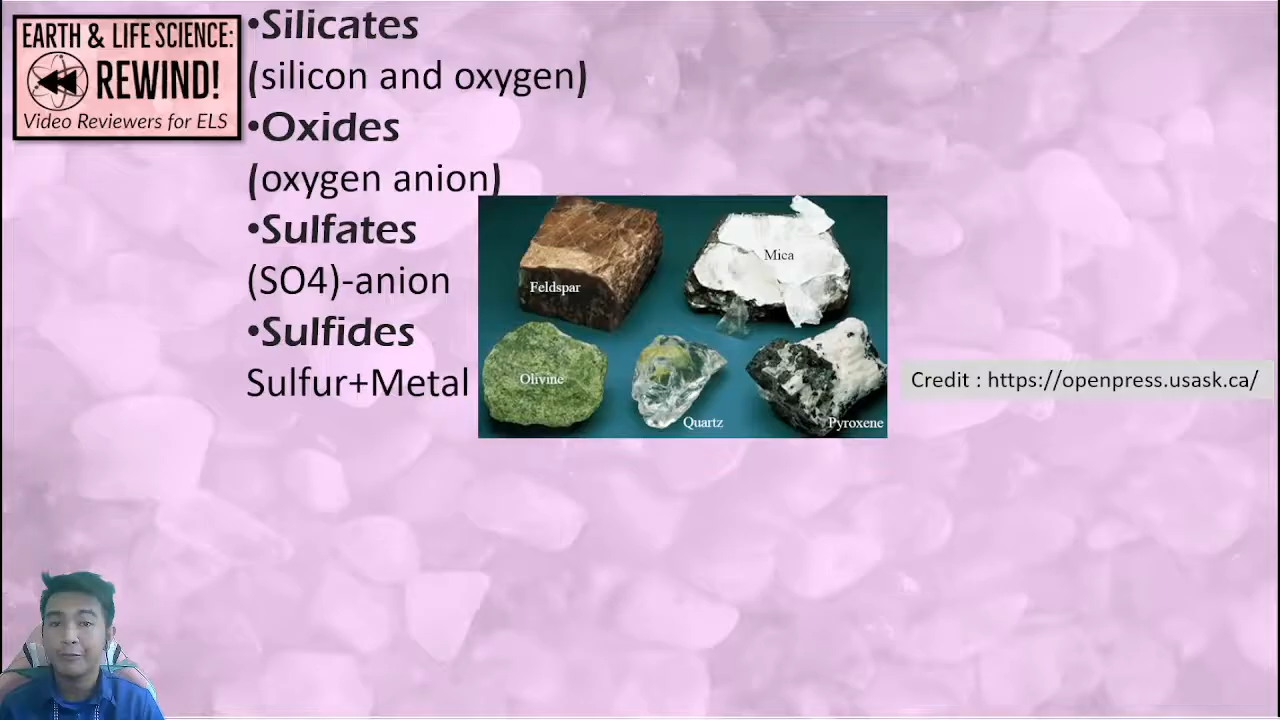 EARTH & LIFE SCIENCE:
REWIND!
Video Reviewers for ELS
•Silicates
(silicon and oxygen)
•Oxides
(oxygen anion)
•Sulfates
(SO4)-anion
•Sulfides
Sulfur+Metal
Feldspar
Mica
Olivine
Quartz
Pyroxene
Credit : https://openpress.usask.ca/